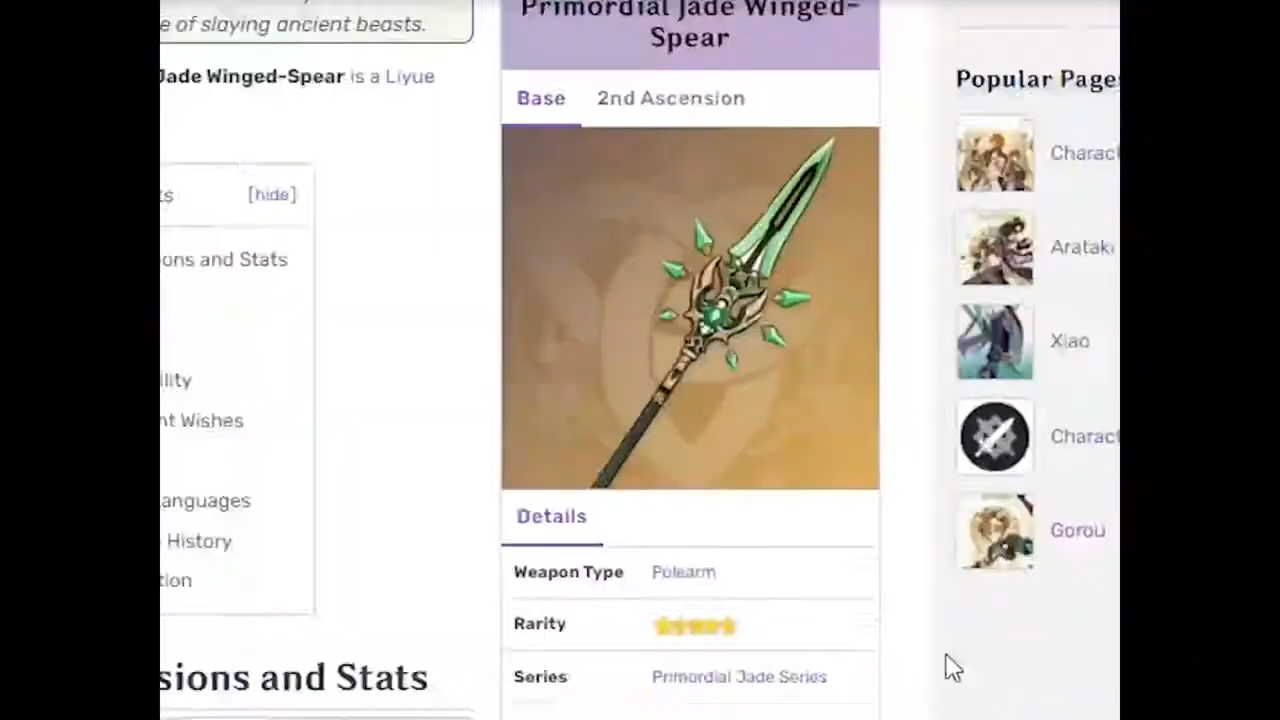 e of slaying ancient beasts.
Jade Winged-Spear is a Liyue
ts [hide]
ons and Stats
ility
nt Wishes
anguages
History
tion
sions and Stats
Primordial Jade Winged-
Spear
Base 2nd Ascension
Details
Weapon Type Polearm
Rarity
Series Primordial Jade Series
Popular Pages
Charact
Arataki
Xiao
Charact
Gorou